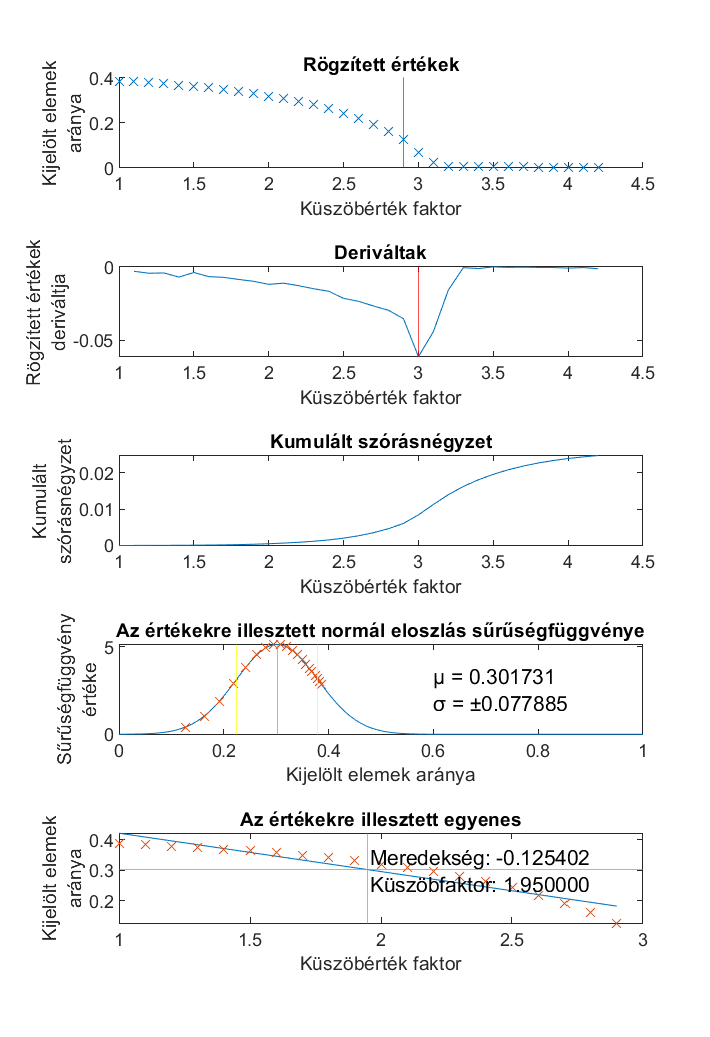 Rögzített értékek
Kijelölt elemek
aránya
0.4
0.2
0
1 1.5 2 2.5 3 3.5 4 4.5
Küszöbérték faktor
Deriváltak
Rögzített értékek
deriváltja
0
-0.05
1 1.5 2 2.5 3 3.5 4 4.5
Küszöbérték faktor
Kumulált szórásnégyzet
Kumulált
szórásnégyzet
0.02
0.01
0
1 1.5 2 2.5 3 3.5 4 4.5
Küszöbérték faktor
Az értékekre illesztett normál eloszlás sűrűségfüggvénye
Sűrűségfüggvény
értéke
5
0
μ = 0.301731
σ = ±0.077885
0 0.2 0.4 0.6 0.8 1
Kijelölt elemek aránya
Az értékekre illesztett egyenes
Kijelölt elemek
aránya
0.4
0.3
0.2
Meredekség: -0.125402
Küszöbfaktor: 1.950000
1 1.5 2 2.5 3
Küszöbérték faktor